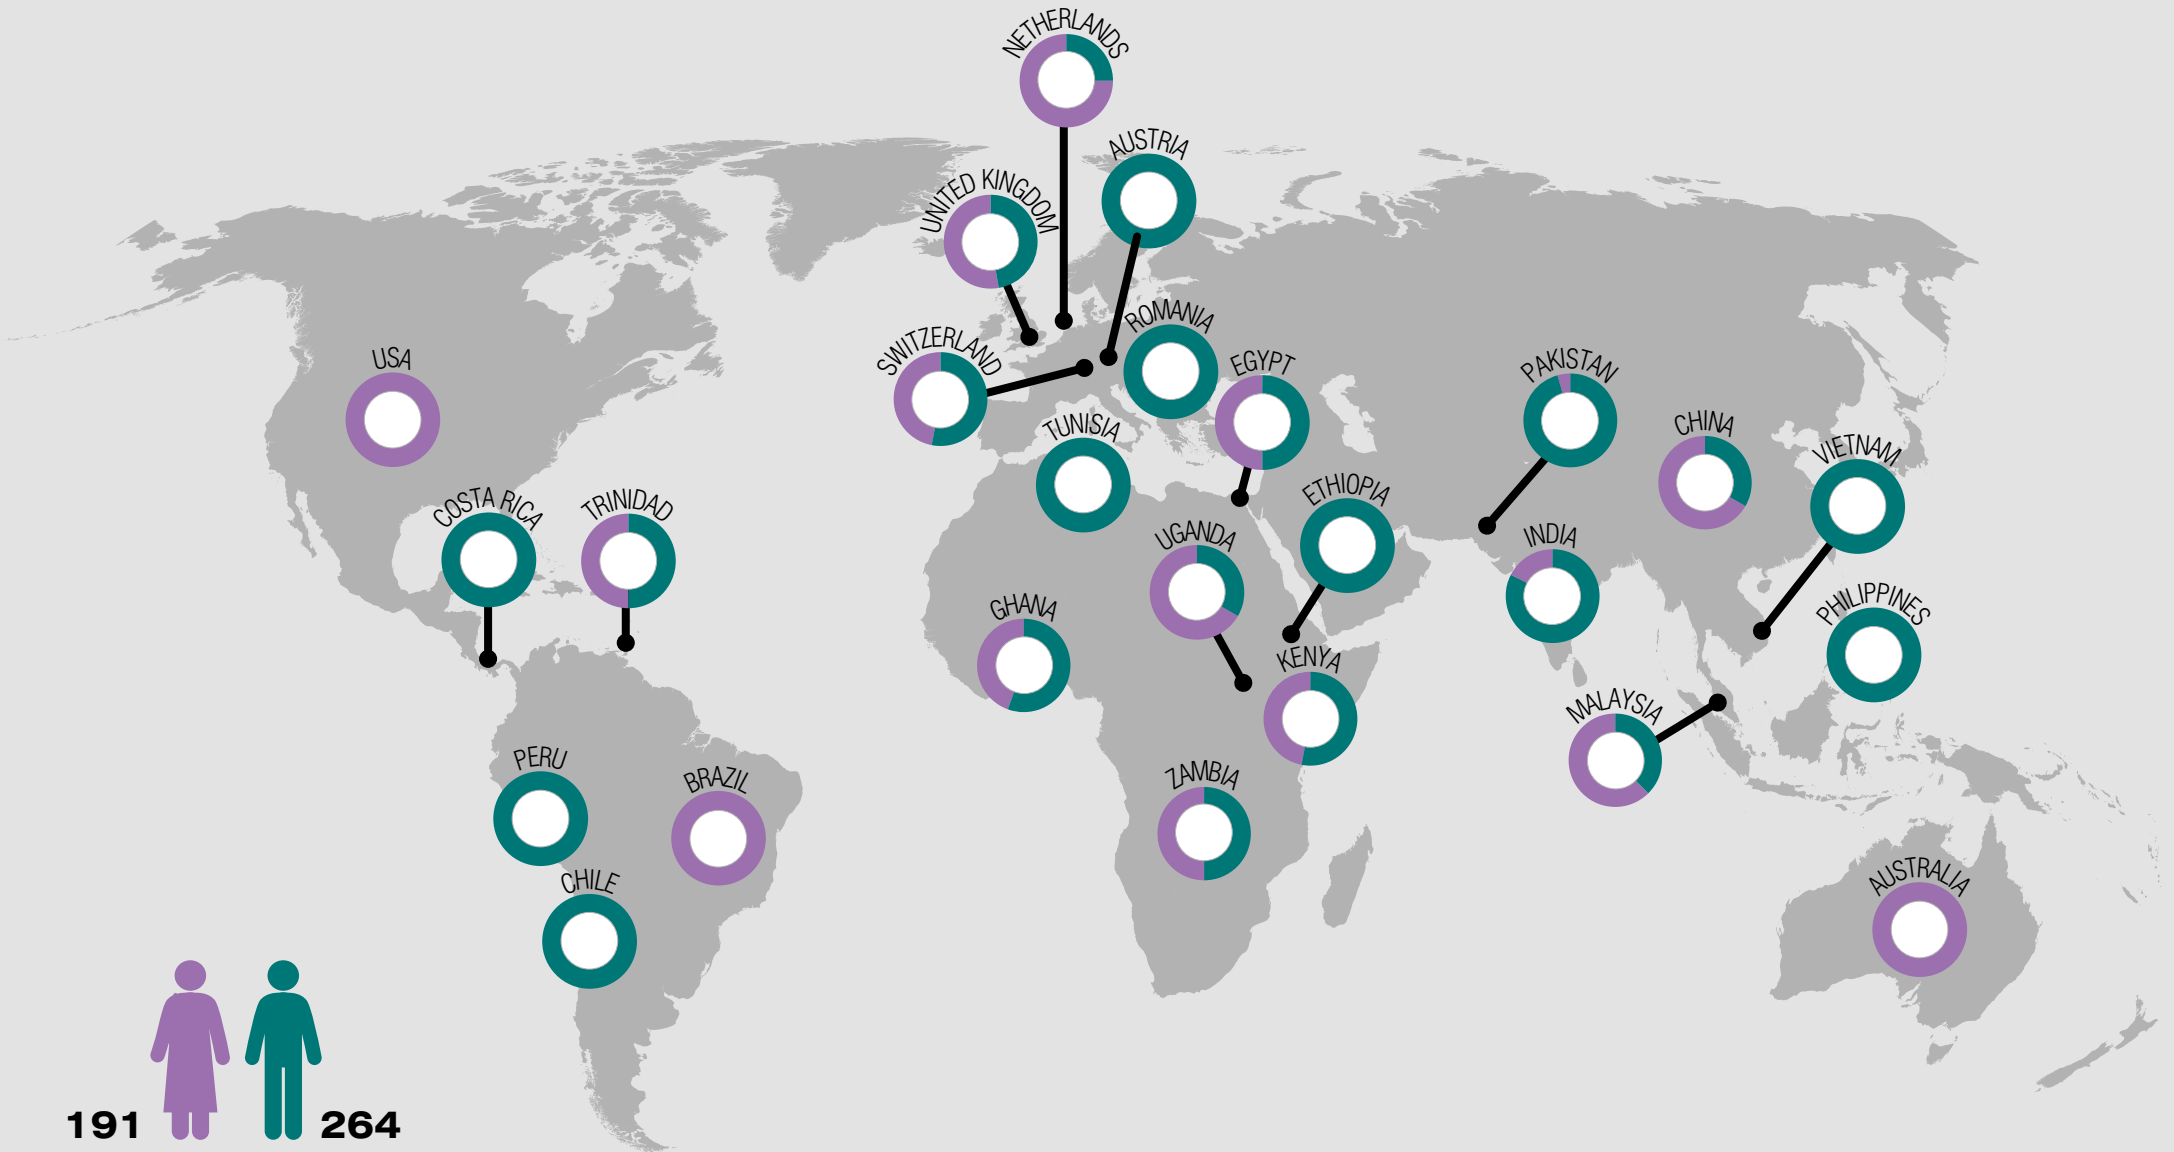 NETHERLANDS
AUSTRIA
UNITED KINGDOM
ROMANIA
SWITZERLAND
EGYPT
USA
PAKISTAN
TUNISIA
CHINA
VIETNAM
COSTA RICA
TRINIDAD
ETHIOPIA
UGANDA
INDIA
GHANA
PHILIPPINES
KENYA
MALAYSIA
PERU
BRAZIL
ZAMBIA
CHILE
AUSTRALIA
191
264